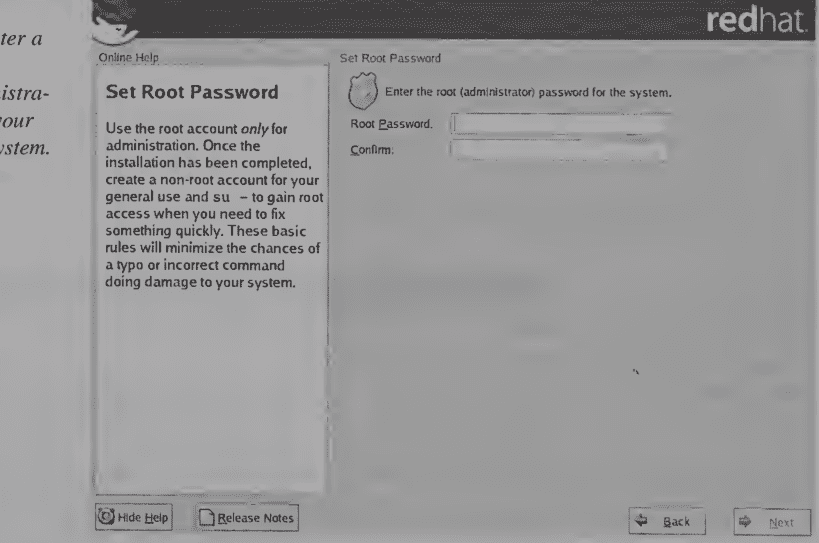 ter a
istra-
your
ystem.
redhat.
Online Help
Set Root Password
Use the root account only for
administration. Once the
installation has been completed,
create a non-root account for your
general use and su – to gain root
access when you need to fix
something quickly. These basic
rules will minimize the chances of
a typo or incorrect command
doing damage to your system.
Set Root Password
Enter the root (administrator) password for the system.
Root Password:
Confirm:
Hide Help
Release Notes
Back
Next